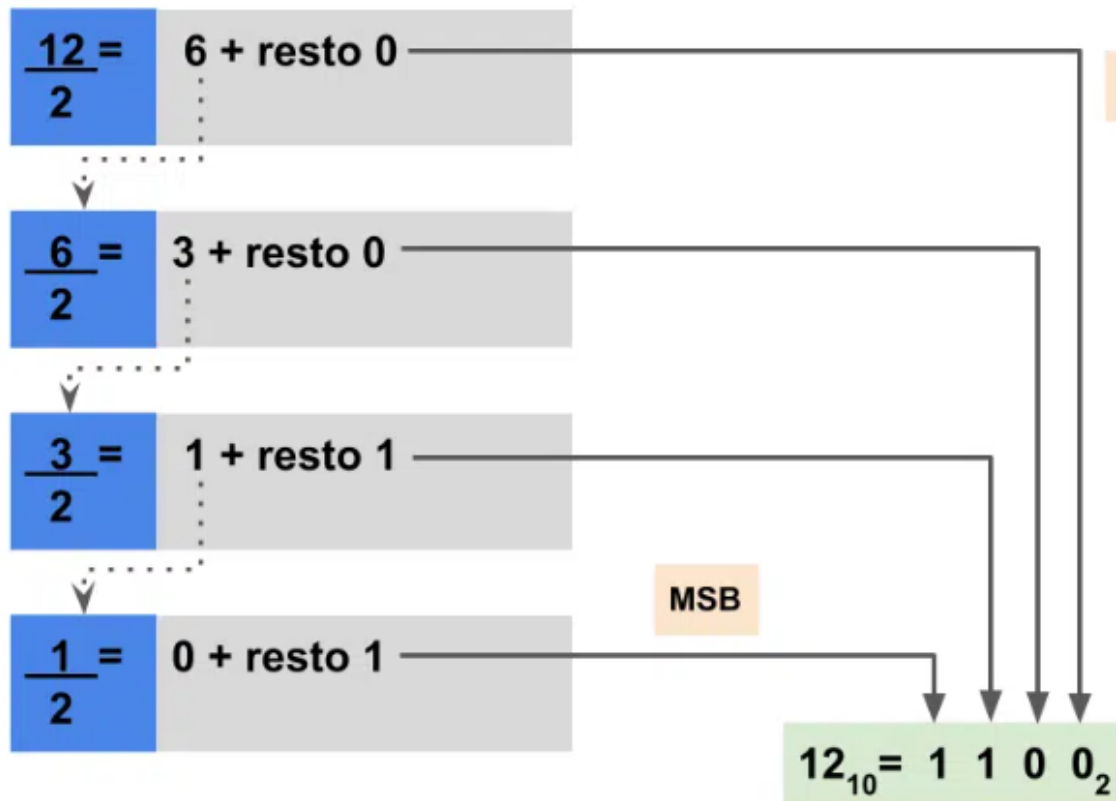 12 = 6 + resto 0
2
6 = 3 + resto 0
2
3 = 1 + resto 1
2
MSB
1 = 0 + resto 1
2
12₁₀= 1 1 0 0₂